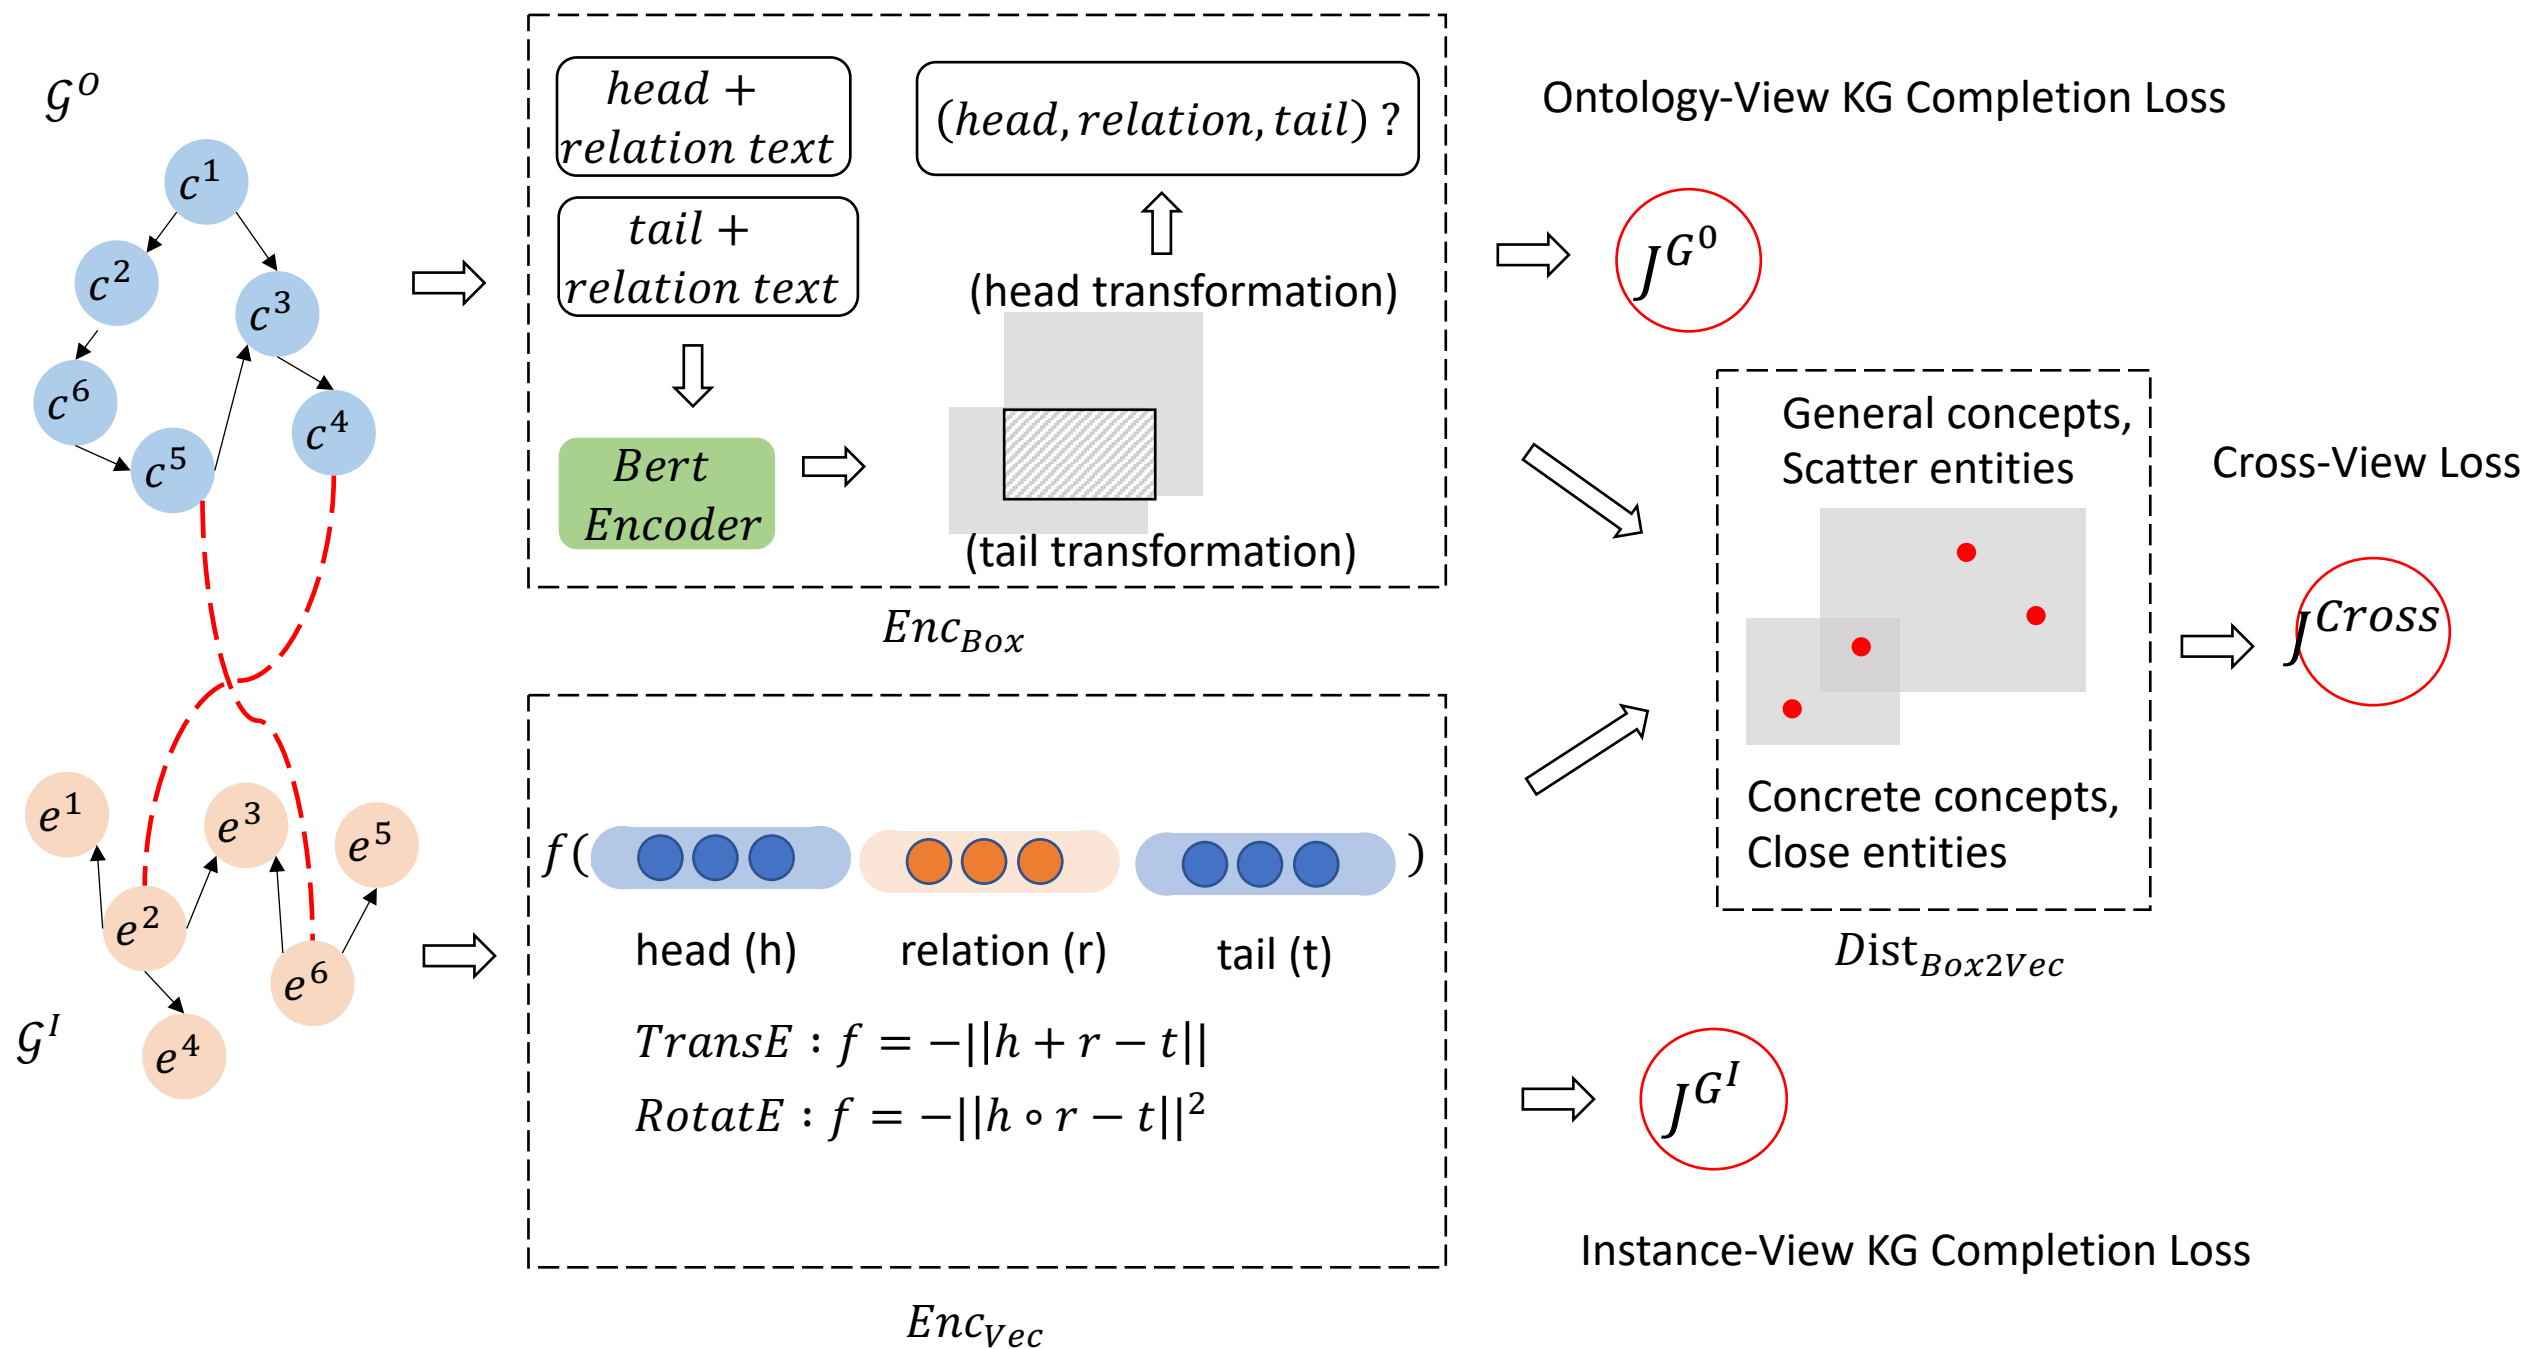 𝒢^O
c^1
c^2
c^3
c^6
c^4
c^5
e^1
e^3
e^5
e^2
e^6
𝒢^I
e^4
head +
relation text
tail +
relation text
Bert
Encoder
(head, relation, tail) ?
(head transformation)
(tail transformation)
Enc_Box
f(
)
head (h)
relation (r)
tail (t)
TransE : f = −||h + r − t||
RotatE : f = −||h ∘ r − t||^2
Enc_Vec
Ontology-View KG Completion Loss
J^{G^0}
General concepts,
Scatter entities
Concrete concepts,
Close entities
Dist_Box2Vec
Cross-View Loss
J^Cross
J^{G^I}
Instance-View KG Completion Loss